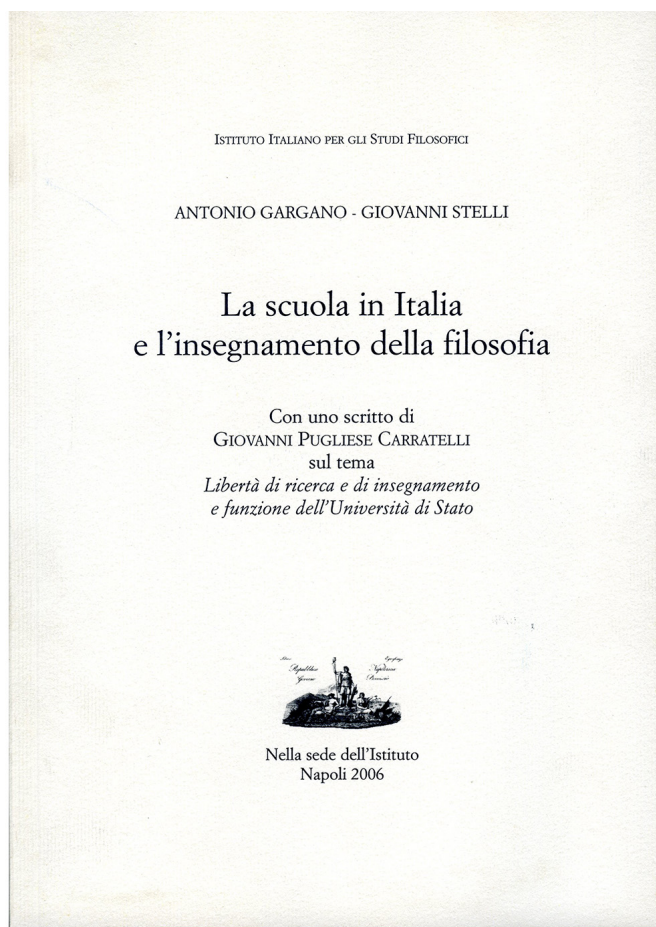 ISTITUTO ITALIANO PER GLI STUDI FILOSOFICI
ANTONIO GARGANO - GIOVANNI STELLI
La scuola in Italia
e l'insegnamento della filosofia
Con uno scritto di
GIOVANNI PUGLIESE CARRATELLI
sul tema
Libertà di ricerca e di insegnamento
e funzione dell'Università di Stato
Nella sede dell'Istituto
Napoli 2006